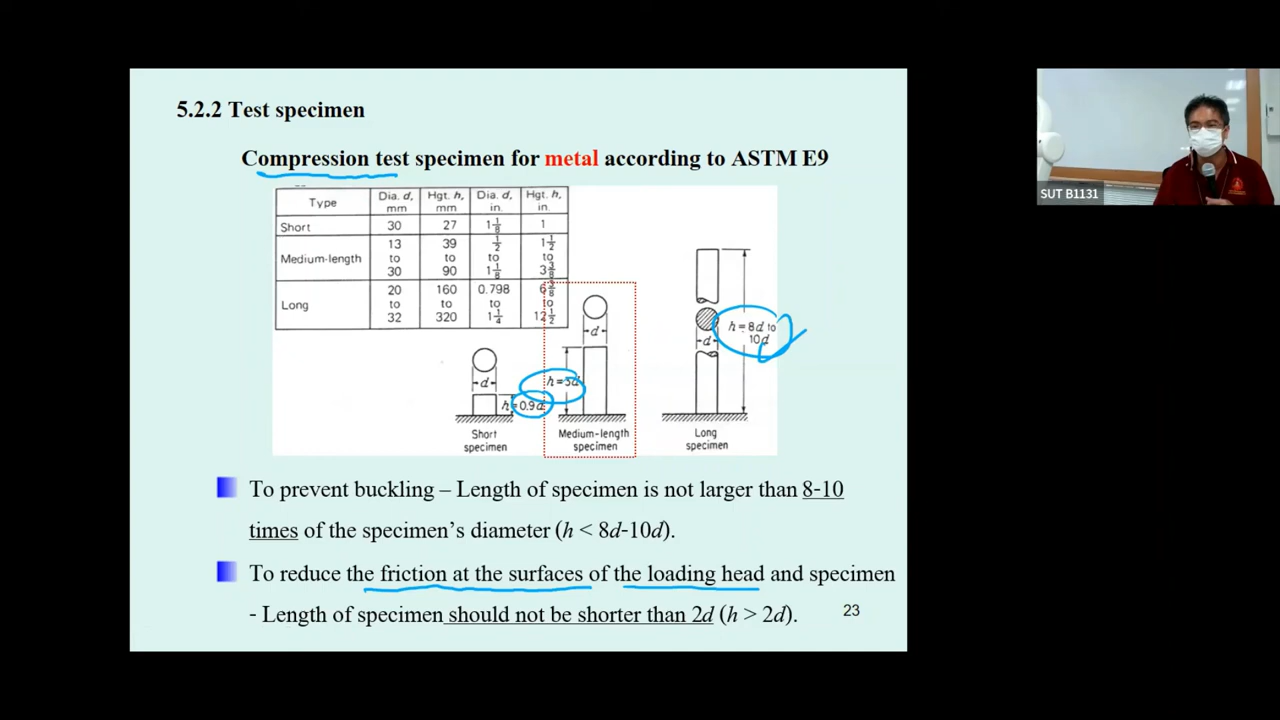 5.2.2 Test specimen
Compression test specimen for metal according to ASTM E9
Type Dia. d, mm Hgt. h, mm Dia. d, in. Hgt. h, in.
Short 30 27 1 1/8 1
Medium-length 13 to 30 39 to 90 1/2 to 1 1/8 1 1/2 to 3 3/8
Long 20 to 32 160 to 320 0.798 to 1 1/4 6 3/8 to 12 1/2
d
h=0.9d
Short
specimen
d
h=3d
Medium-length
specimen
h=8d to
10d
d
Long
specimen
To prevent buckling – Length of specimen is not larger than 8-10
times of the specimen’s diameter (h < 8d-10d).
To reduce the friction at the surfaces of the loading head and specimen
- Length of specimen should not be shorter than 2d (h > 2d).
23
SUT B1131